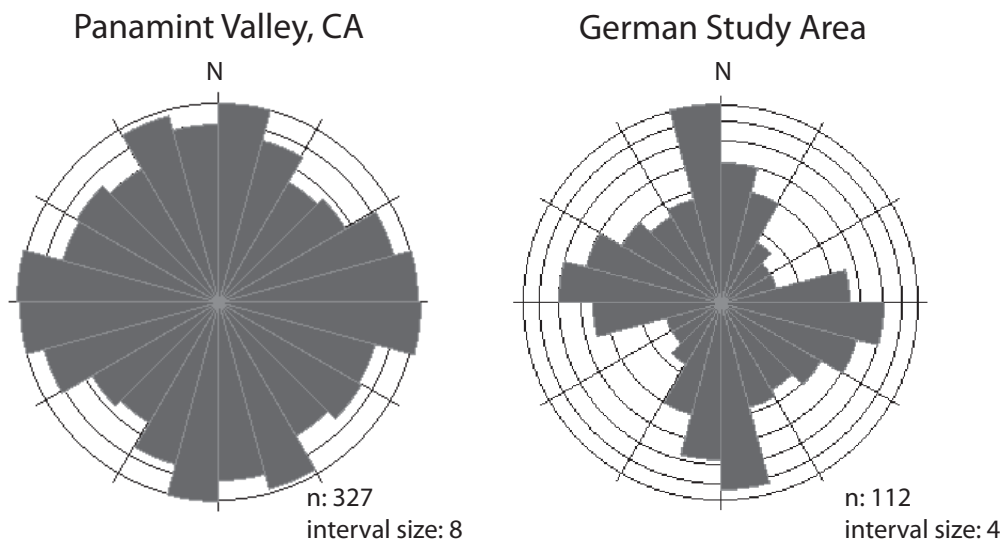 Panamint Valley, CA
N
n: 327
interval size: 8
German Study Area
N
n: 112
interval size: 4